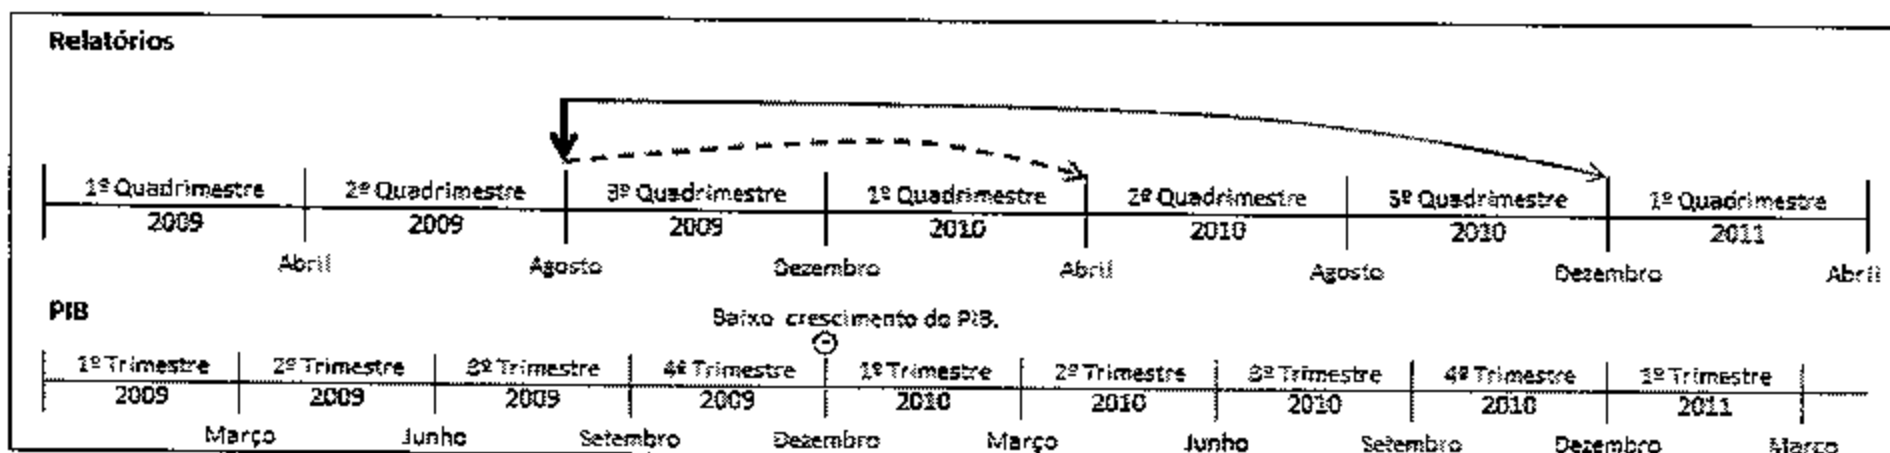 Relatórios
1º Quadrimestre 2º Quadrimestre 3º Quadrimestre 1º Quadrimestre 2º Quadrimestre 3º Quadrimestre 1º Quadrimestre
2009 2009 2009 2010 2010 2010 2011
Abril Agosto Dezembro Abril Agosto Dezembro Abril
PIB
Baixo crescimento do PIB.
1º Trimestre 2º Trimestre 3º Trimestre 4º Trimestre 1º Trimestre 2º Trimestre 3º Trimestre 4º Trimestre 1º Trimestre
2009 2009 2009 2009 2010 2010 2010 2010 2011
Março Junho Setembro Dezembro Março Junho Setembro Dezembro Março